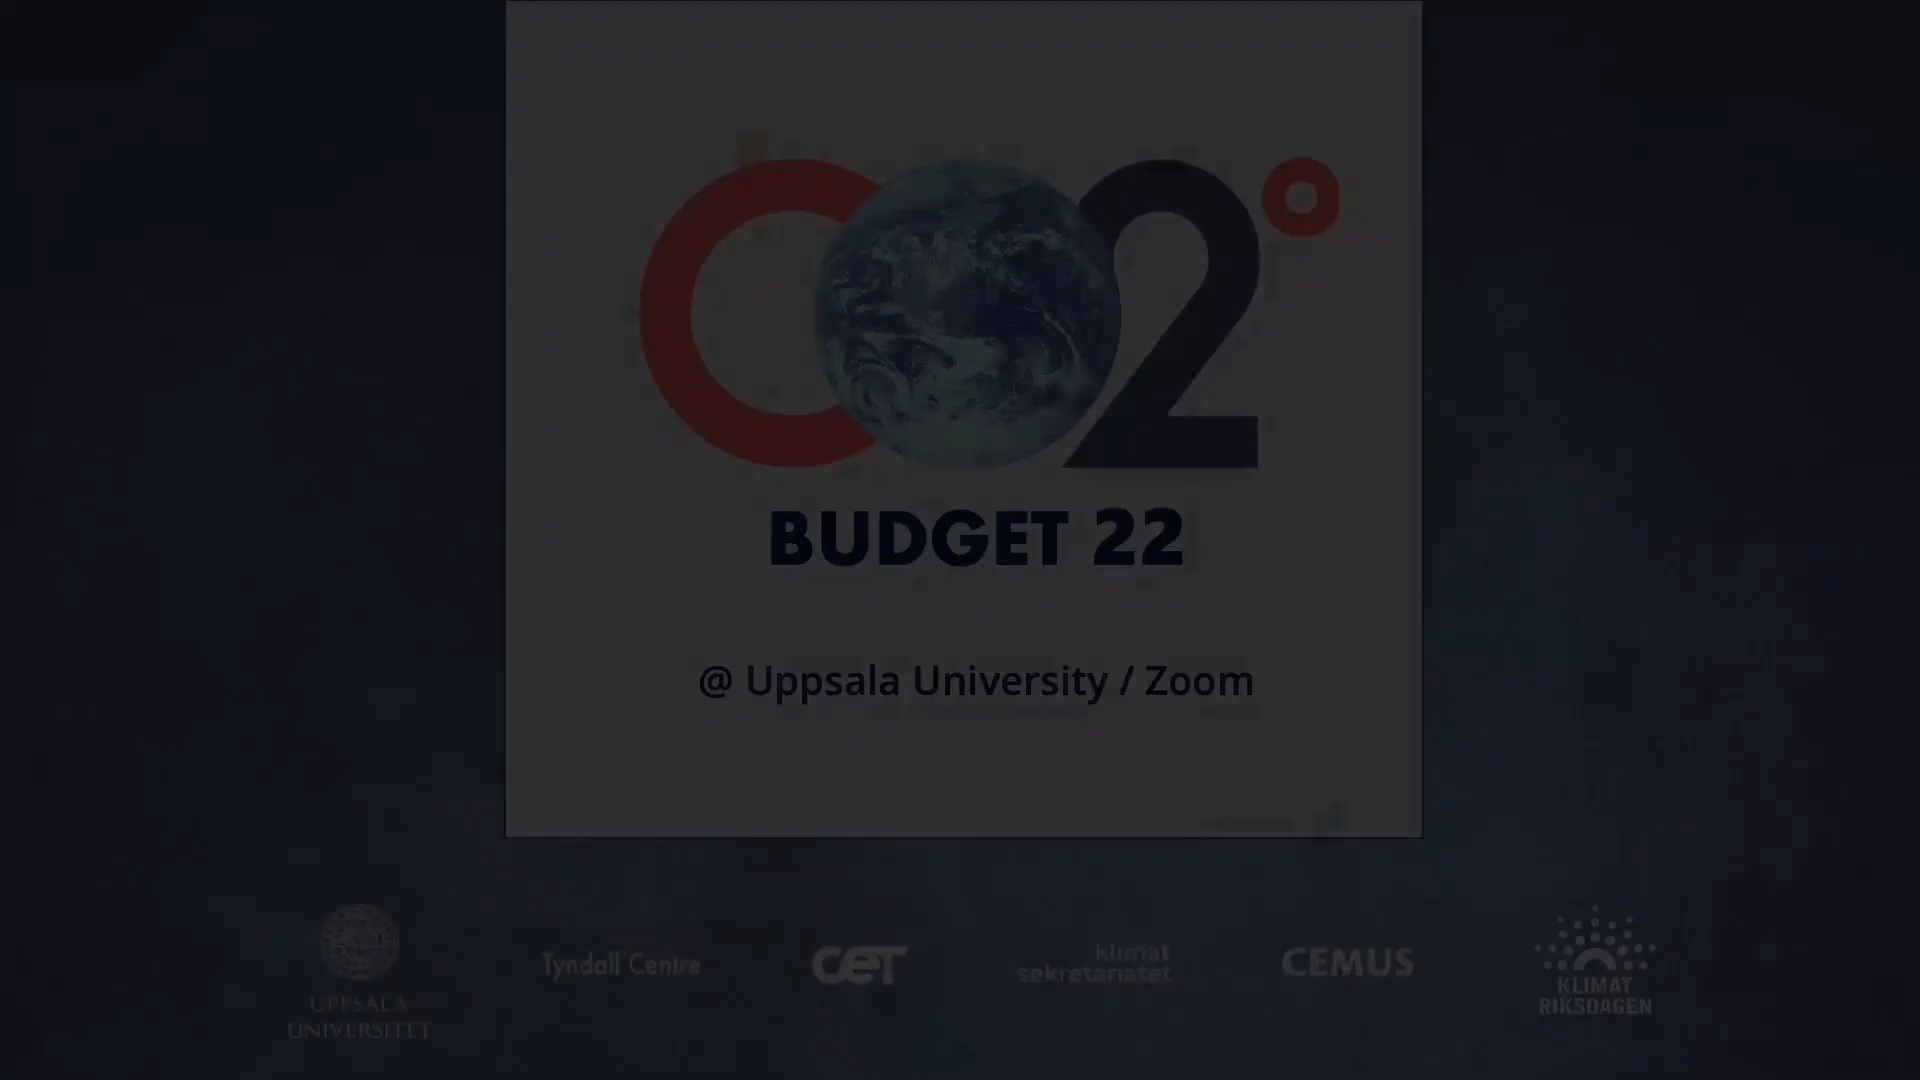 CO2°
BUDGET 22
@ Uppsala University / Zoom
UPPSALA
UNIVERSITET
Tyndall°Centre
CeT
klimat
sekretariatet
CEMUS
KLIMAT
RIKSDAGEN